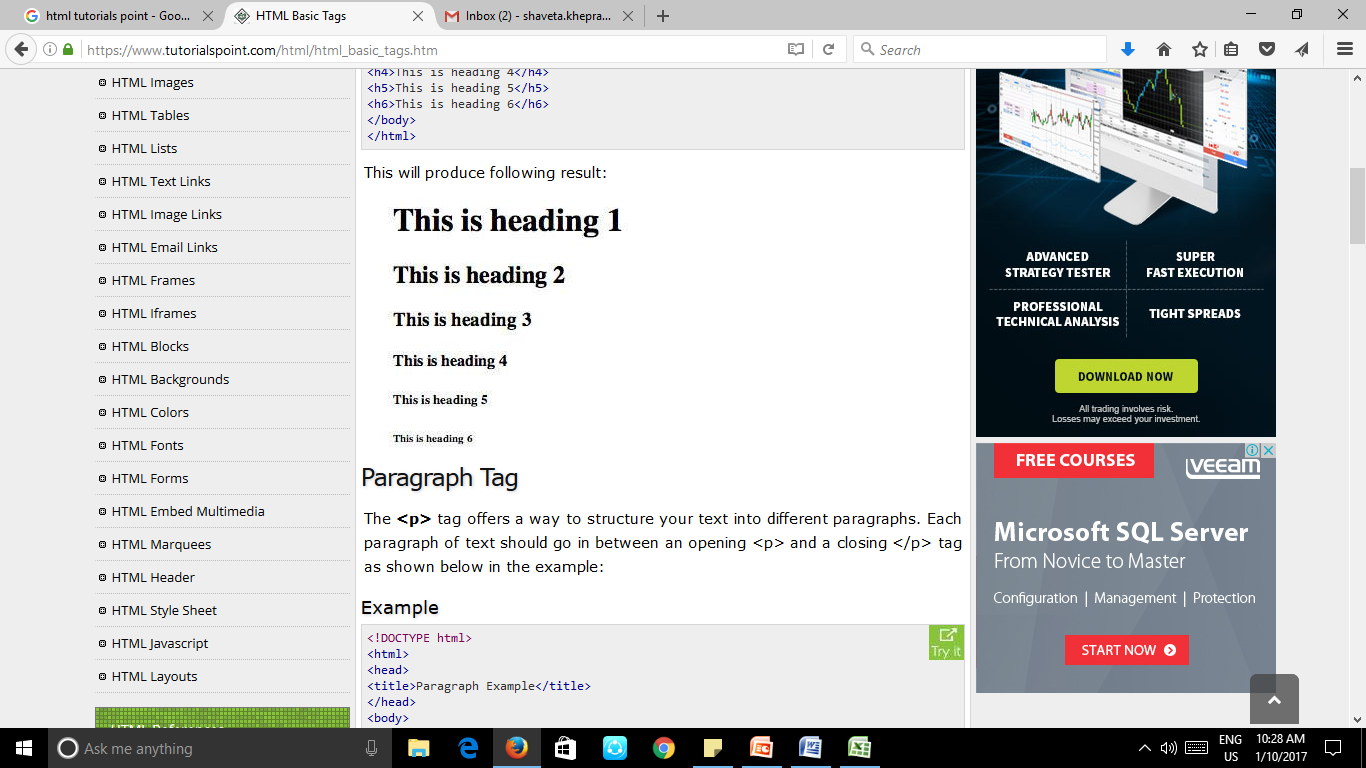 html tutorials point - Goo...
HTML Basic Tags
Inbox (2) - shaveta.khepra...
https://www.tutorialspoint.com/html/html_basic_tags.htm
Search
HTML Images
HTML Tables
HTML Lists
HTML Text Links
HTML Image Links
HTML Email Links
HTML Frames
HTML Iframes
HTML Blocks
HTML Backgrounds
HTML Colors
HTML Fonts
HTML Forms
HTML Embed Multimedia
HTML Marquees
HTML Header
HTML Style Sheet
HTML Javascript
HTML Layouts
HTML References
<h4>This is heading 4</h4>
<h5>This is heading 5</h5>
<h6>This is heading 6</h6>
</body>
</html>
This will produce following result:
This is heading 1
This is heading 2
This is heading 3
This is heading 4
This is heading 5
This is heading 6
Paragraph Tag
The <p> tag offers a way to structure your text into different paragraphs. Each
paragraph of text should go in between an opening <p> and a closing </p> tag
as shown below in the example:
Example
<!DOCTYPE html>
<html>
<head>
<title>Paragraph Example</title>
</head>
<body>
Try it
ADVANCED
STRATEGY TESTER
SUPER
FAST EXECUTION
PROFESSIONAL
TECHNICAL ANALYSIS
TIGHT SPREADS
DOWNLOAD NOW
All trading involves risk.
Losses may exceed your investment.
FREE COURSES
veeam
Microsoft SQL Server
From Novice to Master
Configuration | Management | Protection
START NOW
Ask me anything
ENG
US
10:28 AM
1/10/2017